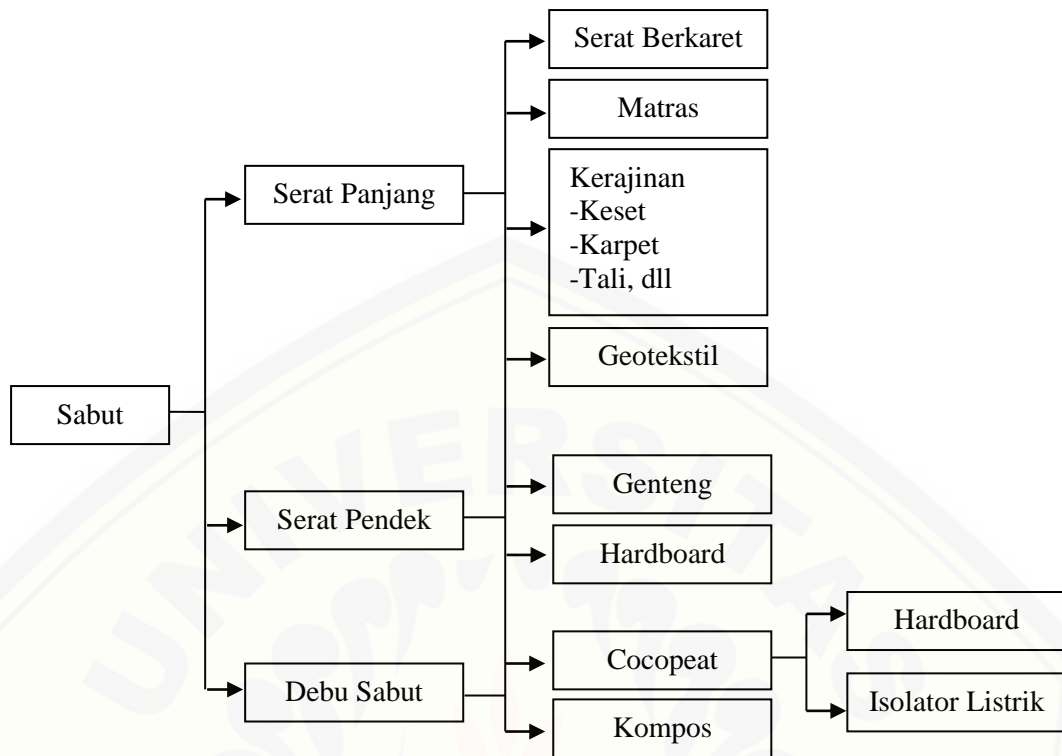 Serat Berkaret
Matras
Serat Panjang
Kerajinan
-Keset
-Karpet
-Tali, dll
Geotekstil
Sabut
Genteng
Serat Pendek
Hardboard
Hardboard
Cocopeat
Debu Sabut
Isolator Listrik
Kompos
UNIVERSITAS